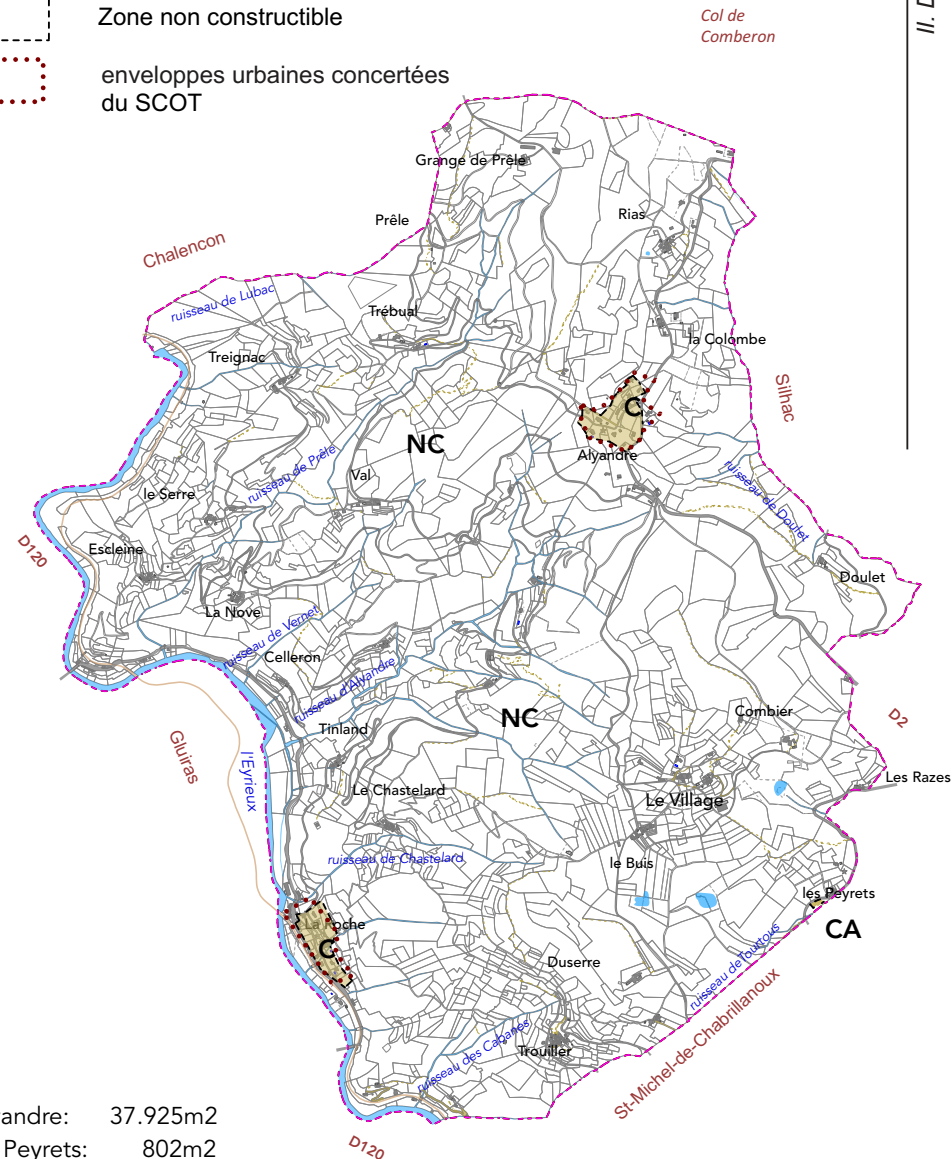 Zone non constructible
enveloppes urbaines concertées
du SCOT
Col de
Comberon
Grange de Prêle
Prêle
Rias
Chalencon
ruisseau de Lubac
Trébual
la Colombe
Treignac
Silhac
C
NC
Alyandre
Val
ruisseau de Prêle
le Serre
ruisseau de Doulet
D120
Escleine
Doulet
La Nove
ruisseau de Vernet
Celleron
ruisseau d'Alyandre
NC
Combier
D2
Tinland
Gluiras
l'Eyrieux
Le Chastelard
Le Village
Les Razes
ruisseau de Chastelard
le Buis
les Peyrets
CA
La Roche
C
Duserre
ruisseau de Tourtous
Trouiller
ruisseau des Cabanes
St-Michel-de-Chabrillanoux
andre: 37.925m2
Peyrets: 802m2
D120